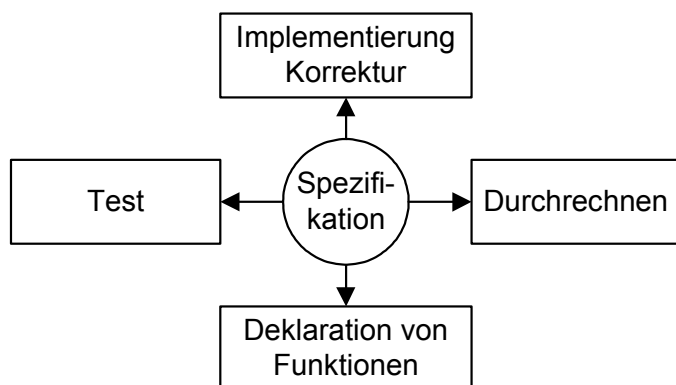 Implementierung
Korrektur
Test
Spezifi-
kation
Durchrechnen
Deklaration von
Funktionen